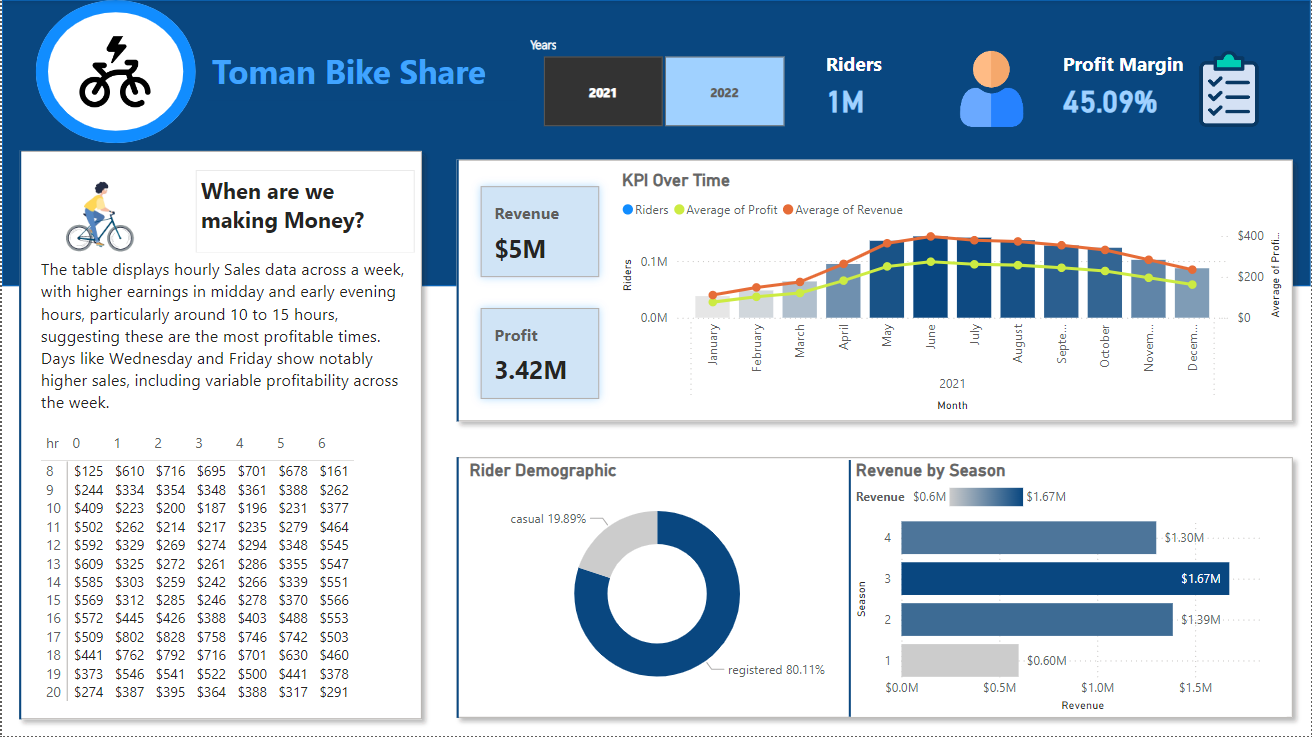 Toman Bike Share
Years
2021
2022
Riders
1M
Profit Margin
45.09%
When are we
making Money?
The table displays hourly Sales data across a week,
with higher earnings in midday and early evening
hours, particularly around 10 to 15 hours,
suggesting these are the most profitable times.
Days like Wednesday and Friday show notably
higher sales, including variable profitability across
the week.
hr 0 1 2 3 4 5 6
8 $125 $610 $716 $695 $701 $678 $161
9 $244 $334 $354 $348 $361 $388 $262
10 $409 $223 $200 $187 $196 $231 $377
11 $502 $262 $214 $217 $235 $279 $464
12 $592 $329 $269 $274 $294 $348 $545
13 $609 $325 $272 $261 $286 $355 $547
14 $585 $303 $259 $242 $266 $339 $551
15 $569 $312 $285 $246 $278 $370 $566
16 $572 $445 $426 $388 $403 $488 $553
17 $509 $802 $828 $758 $746 $742 $503
18 $441 $762 $792 $716 $701 $630 $460
19 $373 $546 $541 $522 $500 $441 $378
20 $274 $387 $395 $364 $388 $317 $291
Revenue
$5M
Profit
3.42M
KPI Over Time
Riders Average of Profit Average of Revenue
Riders
0.1M
0.0M
$400
$200
$0
Average of Profi...
January
February
March
April
May
June
July
August
Septe...
October
Novem...
Decem...
2021
Month
Rider Demographic
casual 19.89%
registered 80.11%
Revenue by Season
Revenue $0.6M $1.67M
Season
4 $1.30M
3 $1.67M
2 $1.39M
1 $0.60M
$0.0M $0.5M $1.0M $1.5M
Revenue